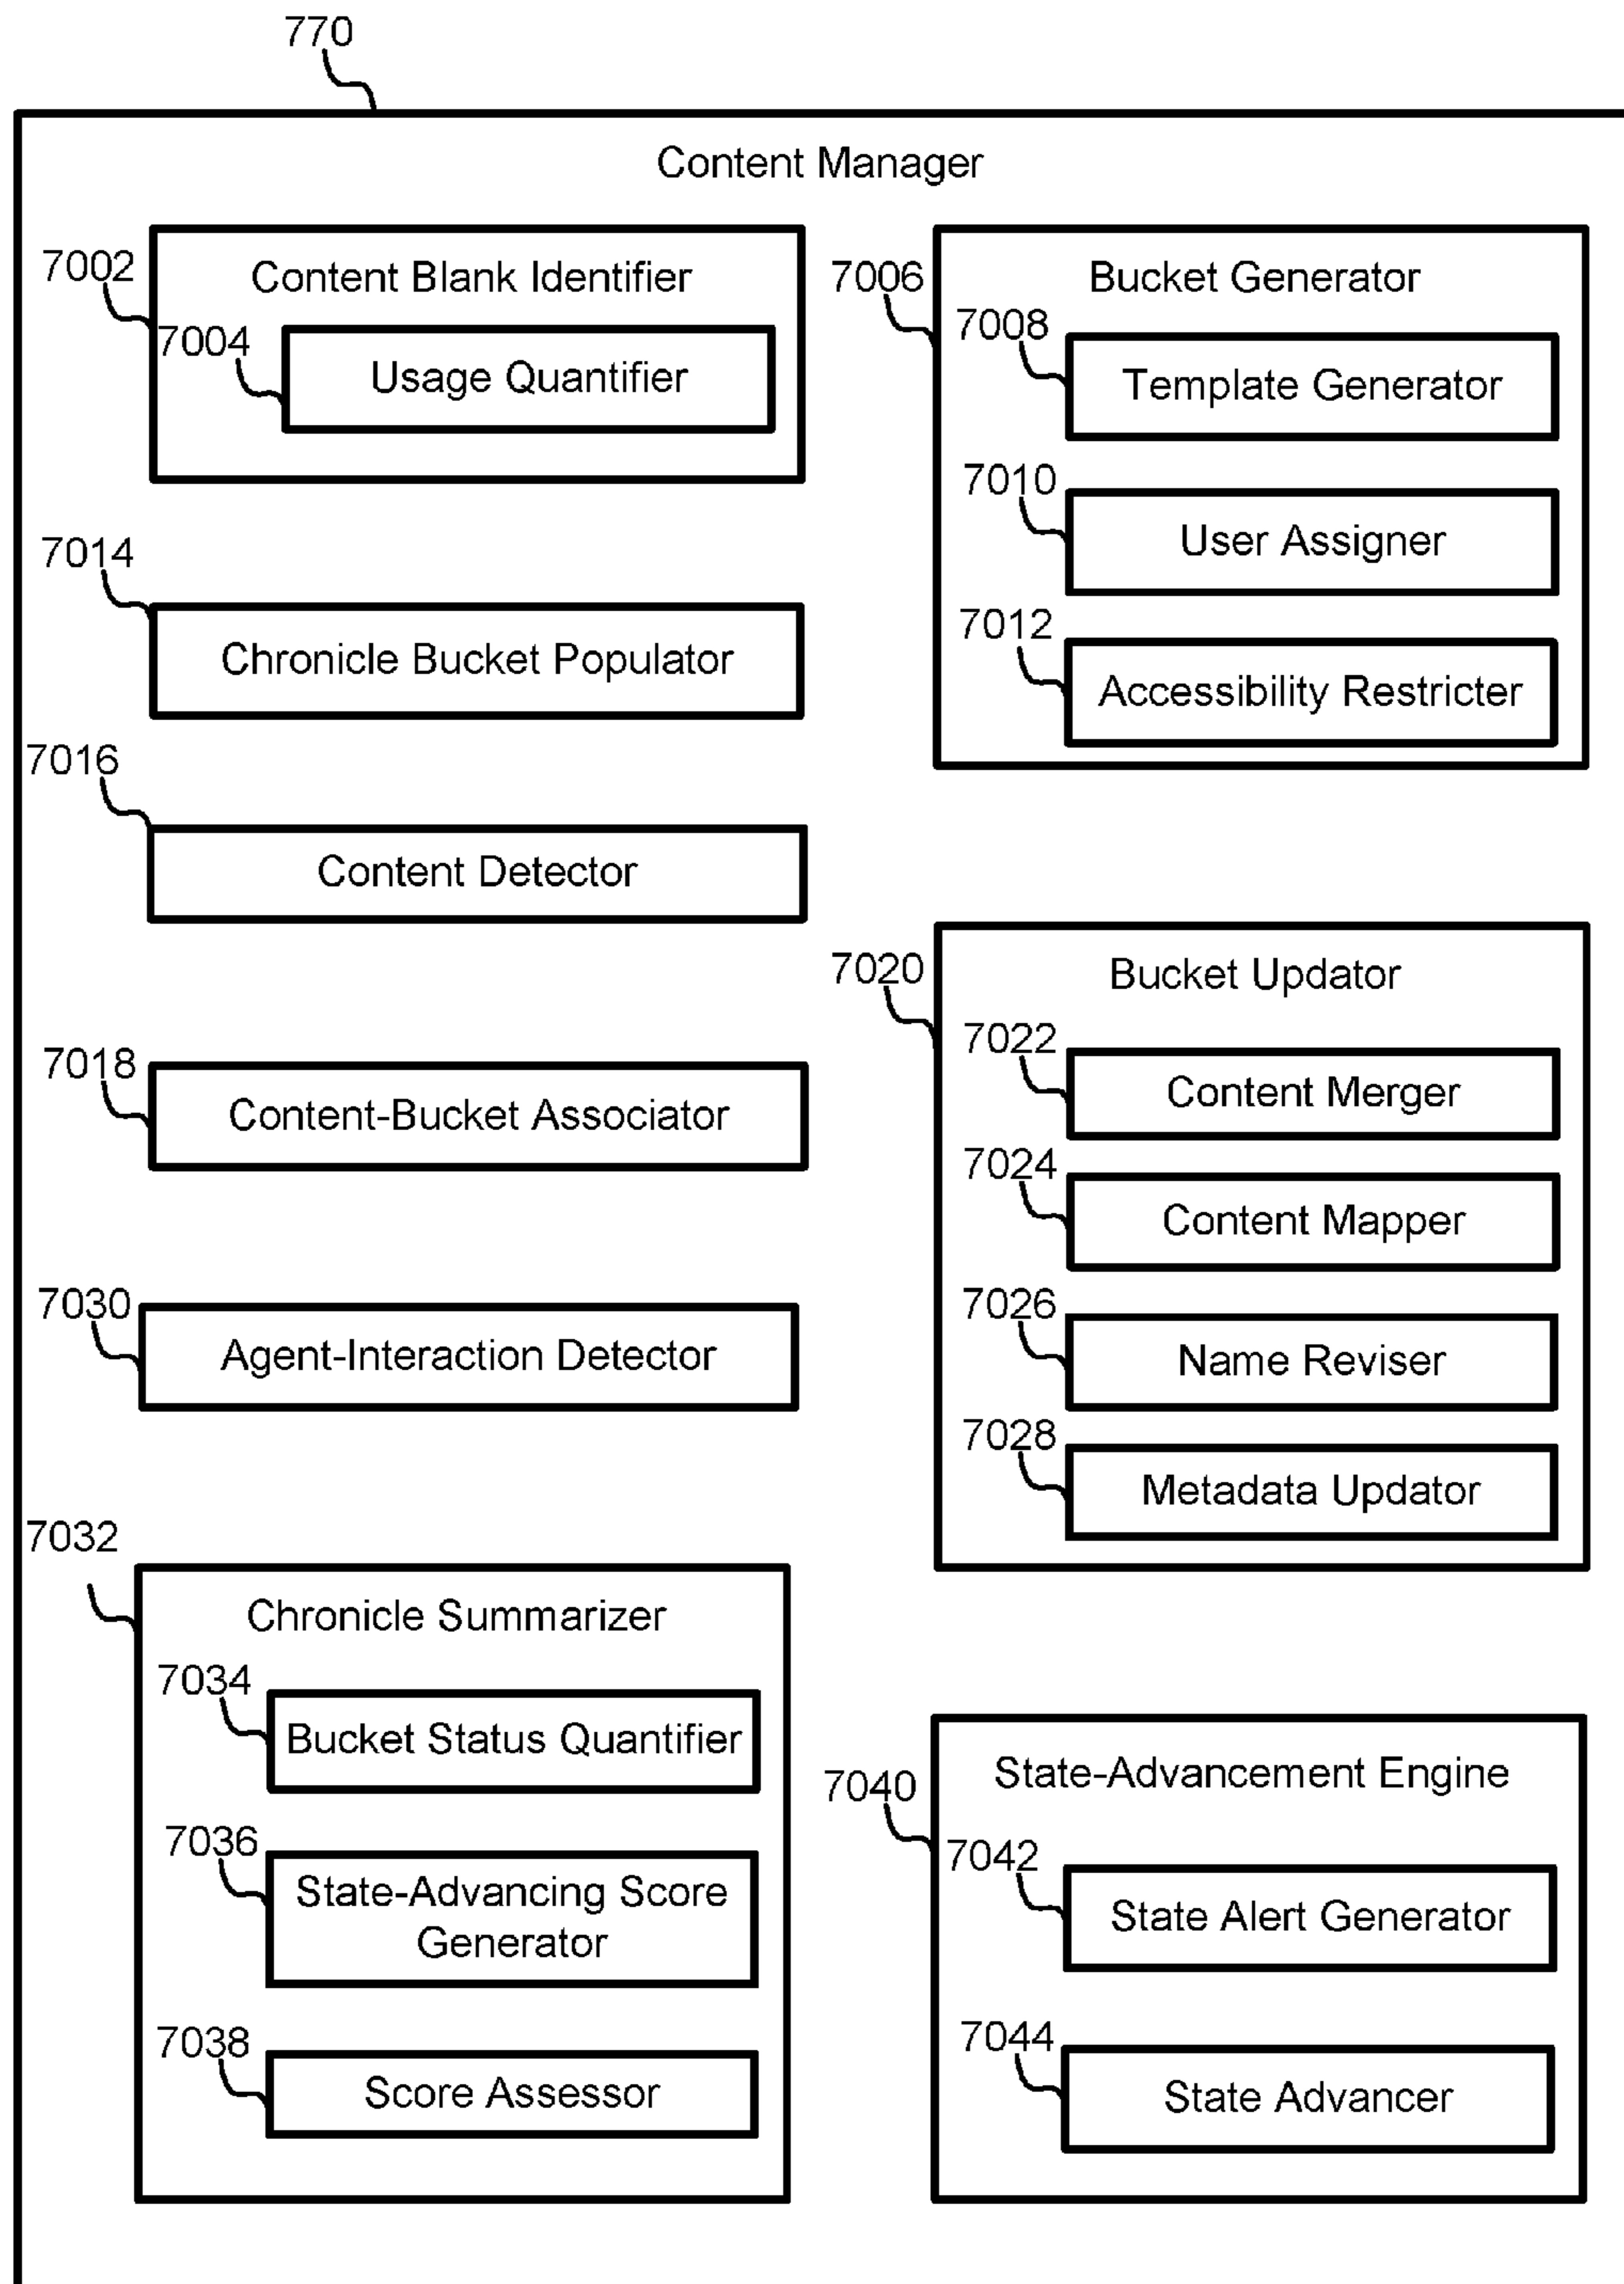 770
Content Manager
7002
Content Blank Identifier
7004
Usage Quantifier
7006
Bucket Generator
7008
Template Generator
7010
User Assigner
7012
Accessibility Restricter
7014
Chronicle Bucket Populator
7016
Content Detector
7018
Content-Bucket Associator
7020
Bucket Updator
7022
Content Merger
7024
Content Mapper
7026
Name Reviser
7028
Metadata Updator
7030
Agent-Interaction Detector
7032
Chronicle Summarizer
7034
Bucket Status Quantifier
7036
State-Advancing Score
Generator
7038
Score Assessor
7040
State-Advancement Engine
7042
State Alert Generator
7044
State Advancer